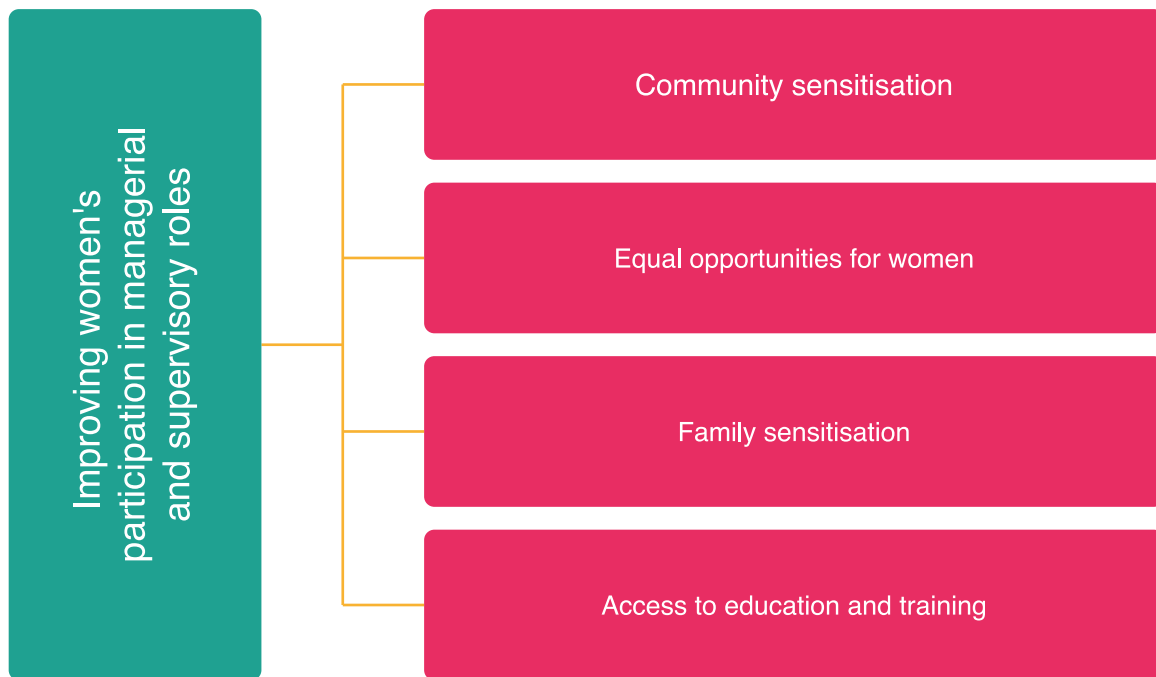 Improving women's
participation in managerial
and supervisory roles
Community sensitisation
Equal opportunities for women
Family sensitisation
Access to education and training